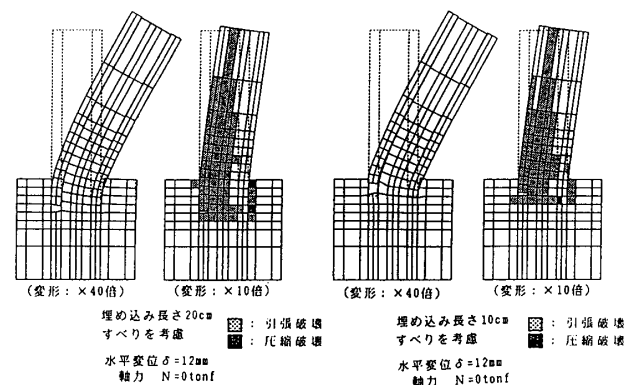 (変形：×40倍)
(変形：×10倍)
(変形：×40倍)
(変形：×10倍)
埋め込み長さ20cm
すべりを考慮
：引張破壊
：圧縮破壊
水平変位δ=12mm
軸力 N=0tonf
埋め込み長さ10cm
すべりを考慮
：引張破壊
：圧縮破壊
水平変位δ=12mm
軸力 N=0tonf